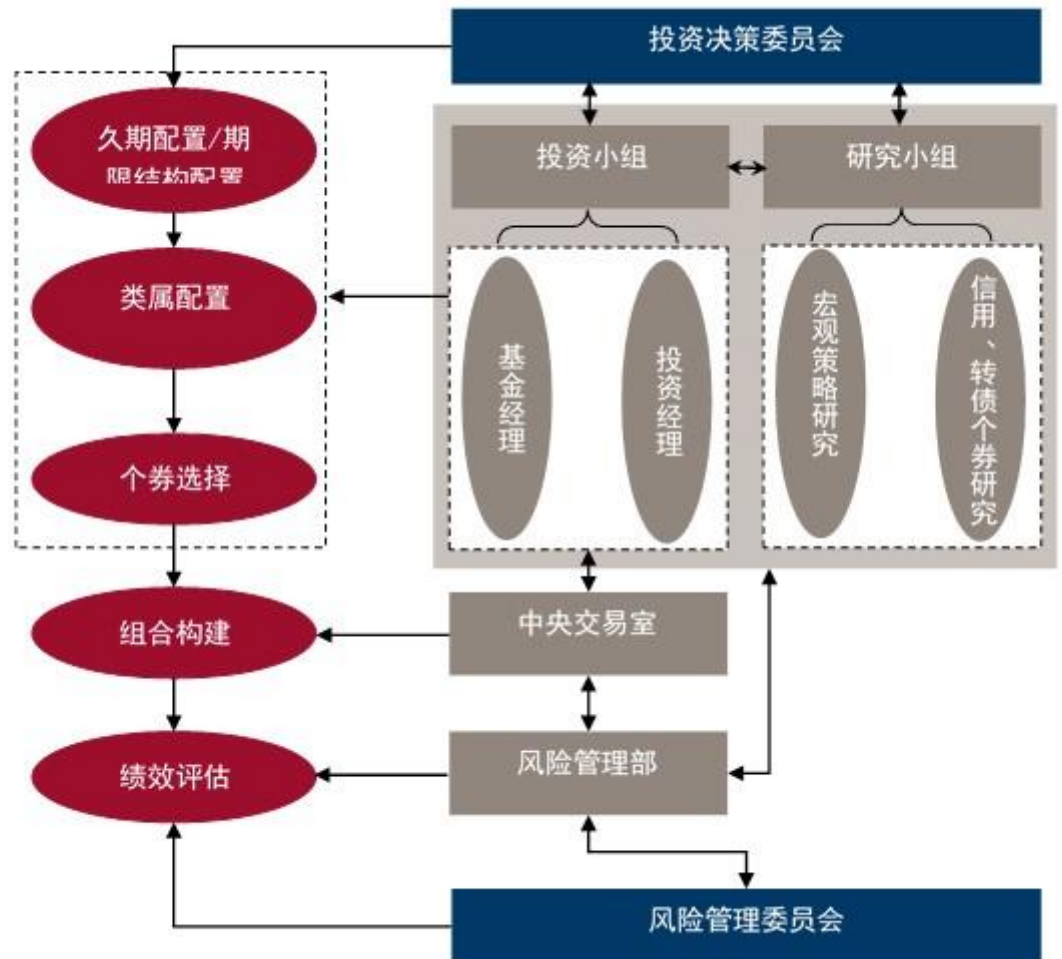 投资决策委员会
久期配置/期
限结构配置
投资小组
研究小组
类属配置
基金经理
投资经理
宏观策略研究
信用、转债个券研究
个券选择
组合构建
中央交易室
绩效评估
风险管理部
风险管理委员会